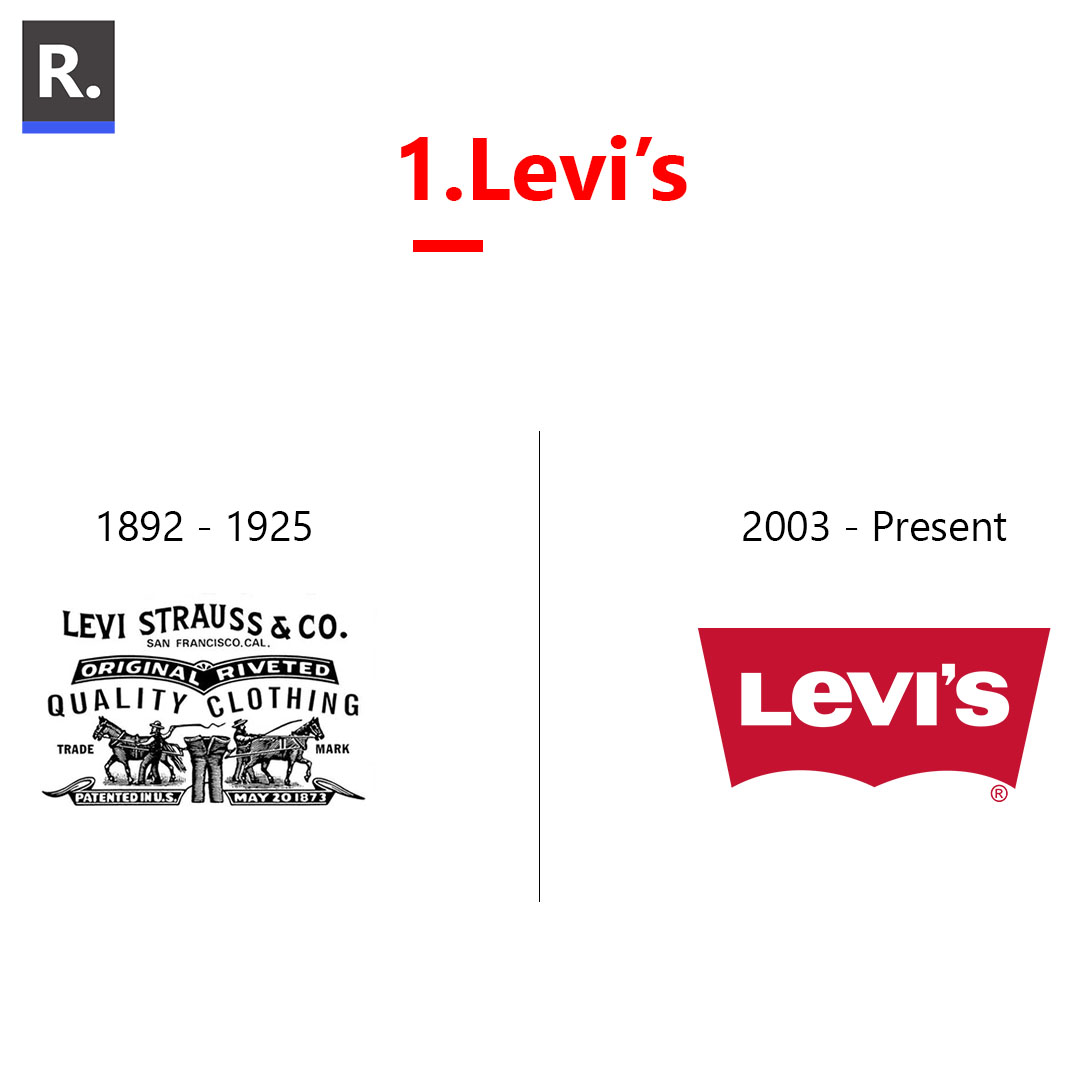 R.
1.Levi’s
1892 - 1925
LEVI STRAUSS & CO.
SAN FRANCISCO, CAL.
ORIGINAL RIVETED
QUALITY CLOTHING
TRADE MARK
PATENTED IN U.S. MAY 20 1873
2003 - Present
LeVI'S
®